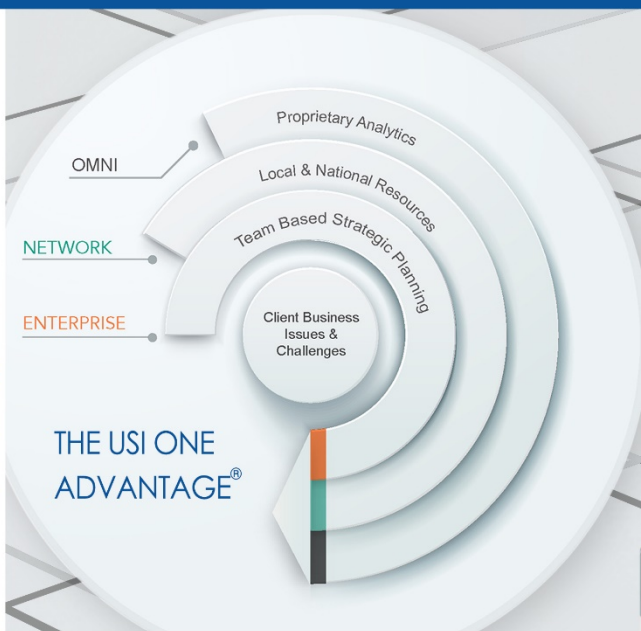 Proprietary Analytics
OMNI
Local & National Resources
Team Based Strategic Planning
NETWORK
ENTERPRISE
Client Business
Issues &
Challenges
THE USI ONE
ADVANTAGE®